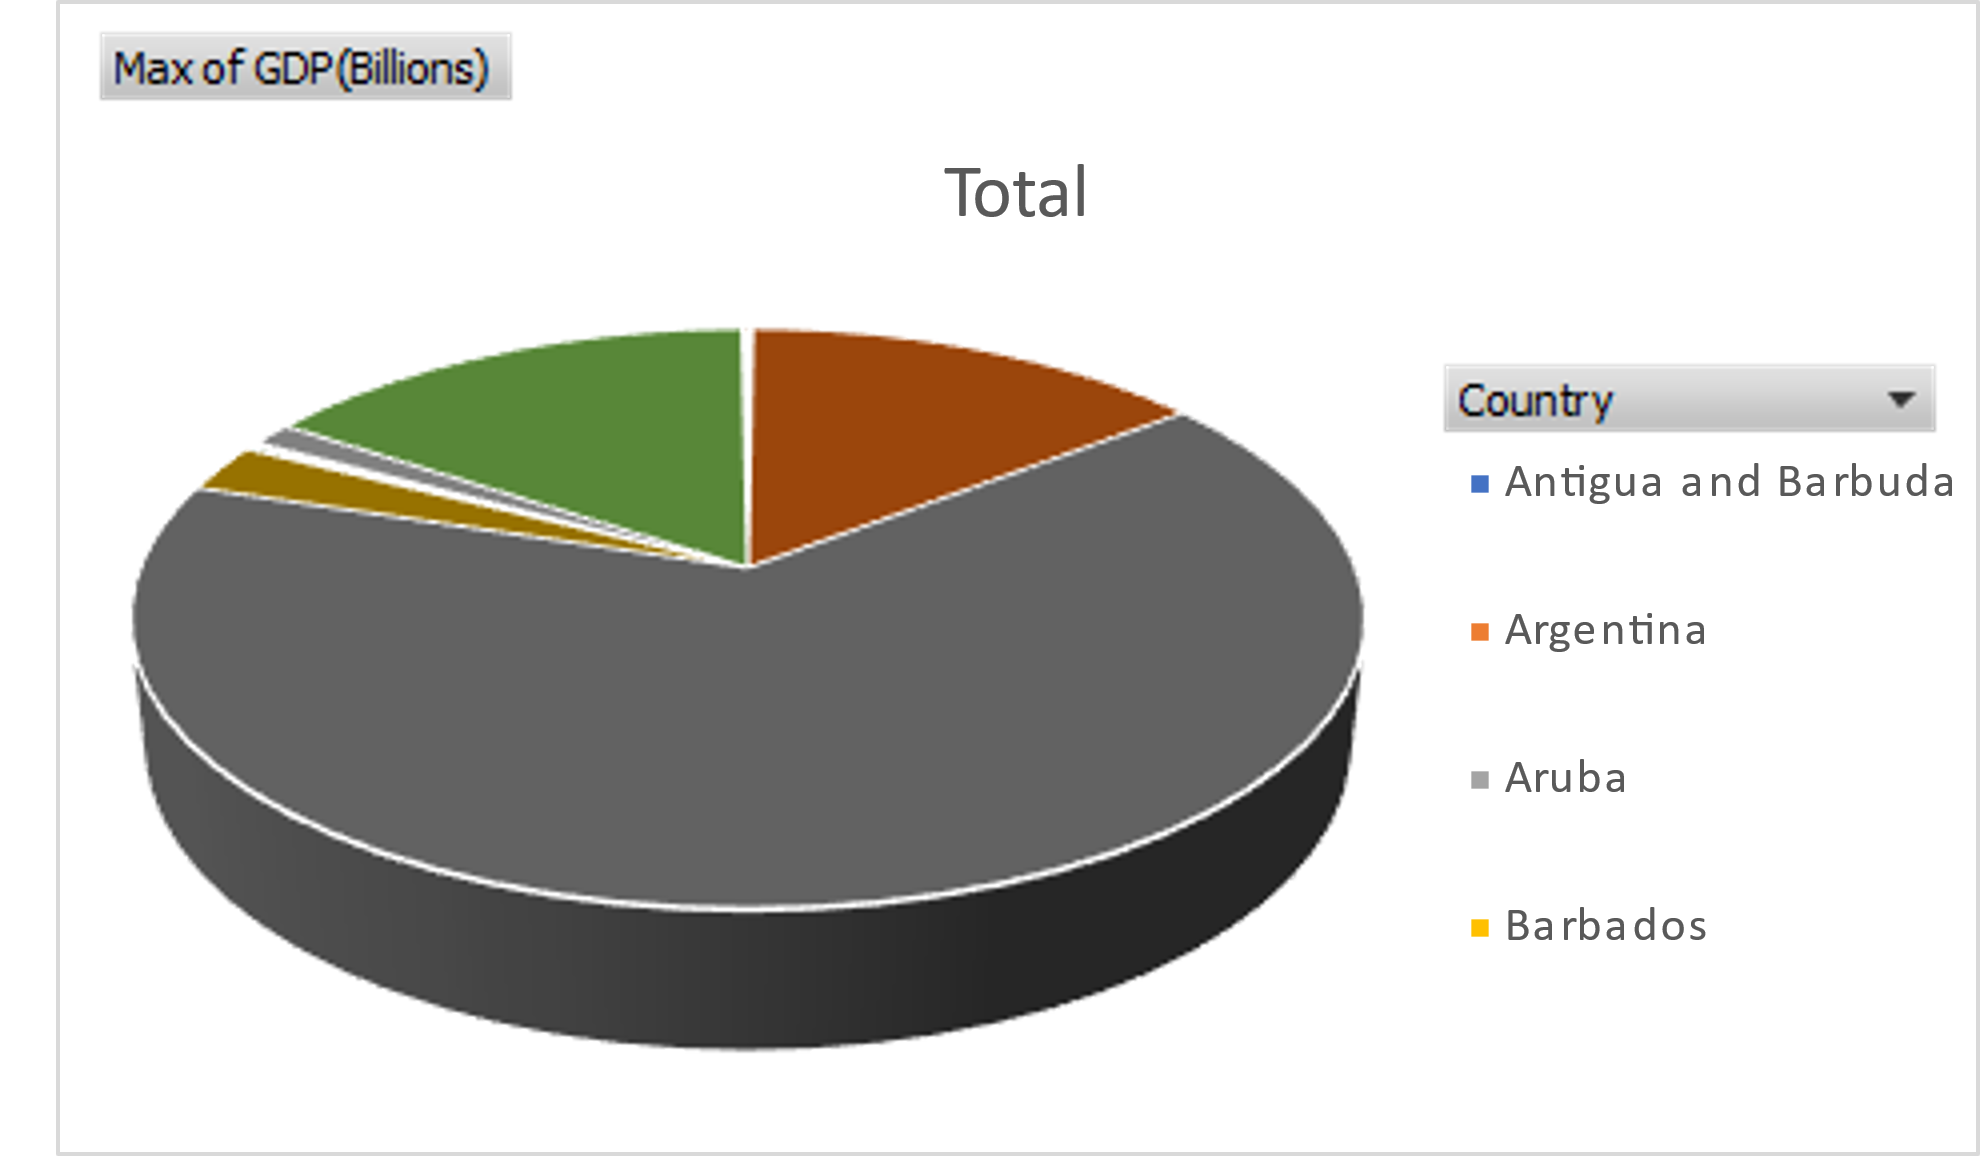 Max of GDP(Billions)
Total
Country
Antigua and Barbuda
Argentina
Aruba
Barbados